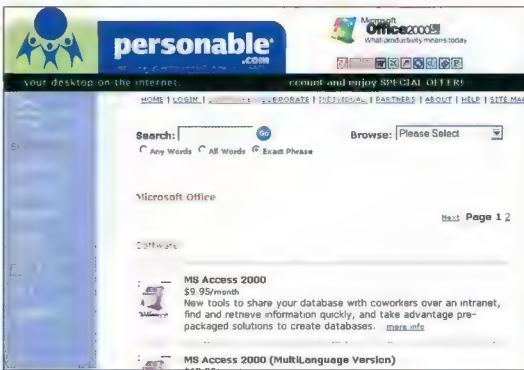 personable
.com
Microsoft
Office2000
What productivity means today
your desktop on the internet.
ccount and enjoy SPECIAL OFFER!
HOME | LOGIN | ORPORATE | INDIVIDUAL | PARTNERS | ABOUT | HELP | SITE MAP
Search: Go Browse: Please Select
Any Words All Words Exact Phrase
Microsoft Office
Next Page 1 2
Software
MS Access 2000
$9.95/month
New tools to share your database with coworkers over an intranet,
find and retrieve information quickly, and take advantage pre-
packaged solutions to create databases. more info
MS Access 2000 (MultiLanguage Version)